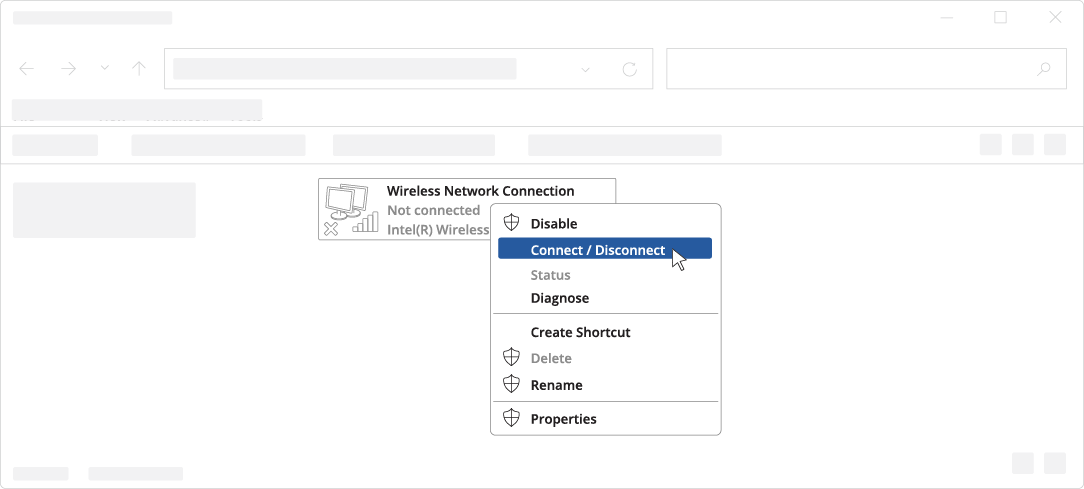 Wireless Network Connection
Not connected
Intel(R) Wireless
Disable
Connect / Disconnect
Status
Diagnose
Create Shortcut
Delete
Rename
Properties